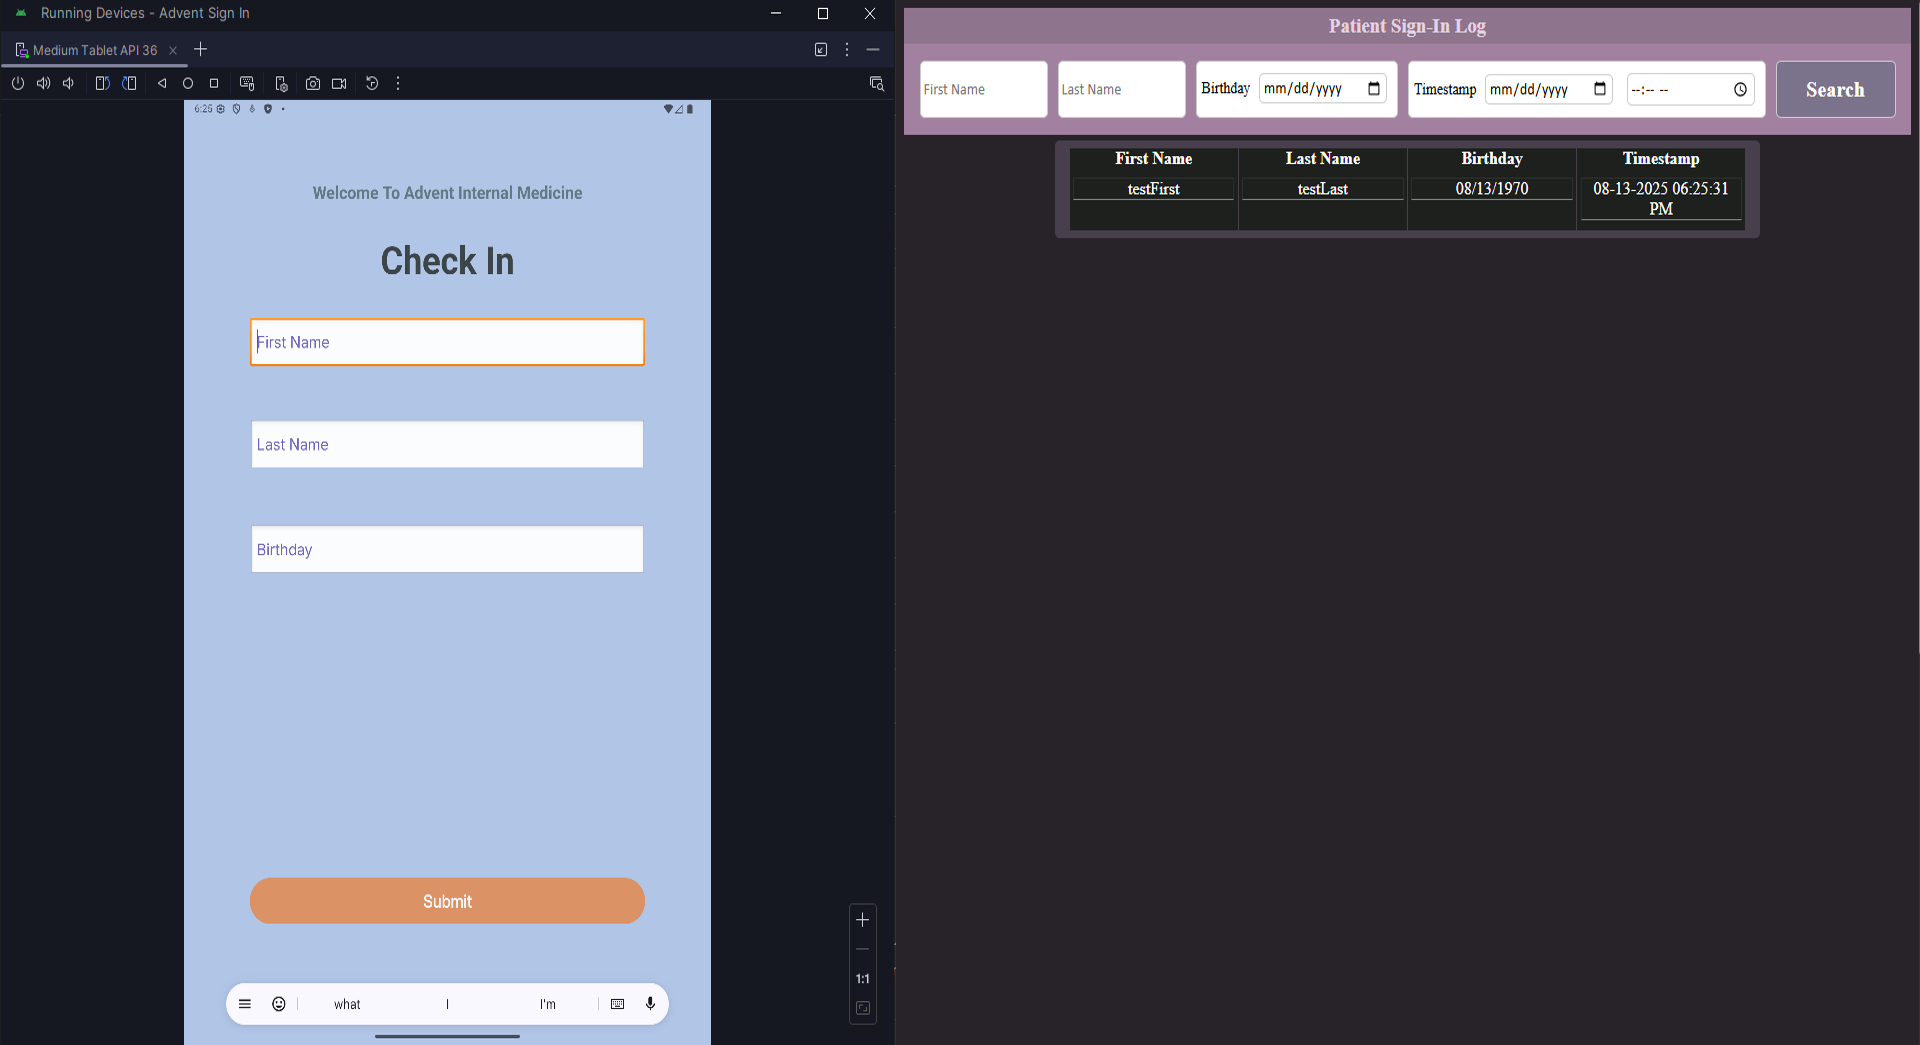 Running Devices - Advent Sign In
Medium Tablet API 36
6:25
Welcome To Advent Internal Medicine
Check In
First Name
Last Name
Birthday
Submit
what I I'm
1:1
Patient Sign-In Log
First Name Last Name Birthday mm/dd/yyyy Timestamp mm/dd/yyyy --:-- -- Search
First Name Last Name Birthday Timestamp
testFirst testLast 08/13/1970 08-13-2025 06:25:31
PM